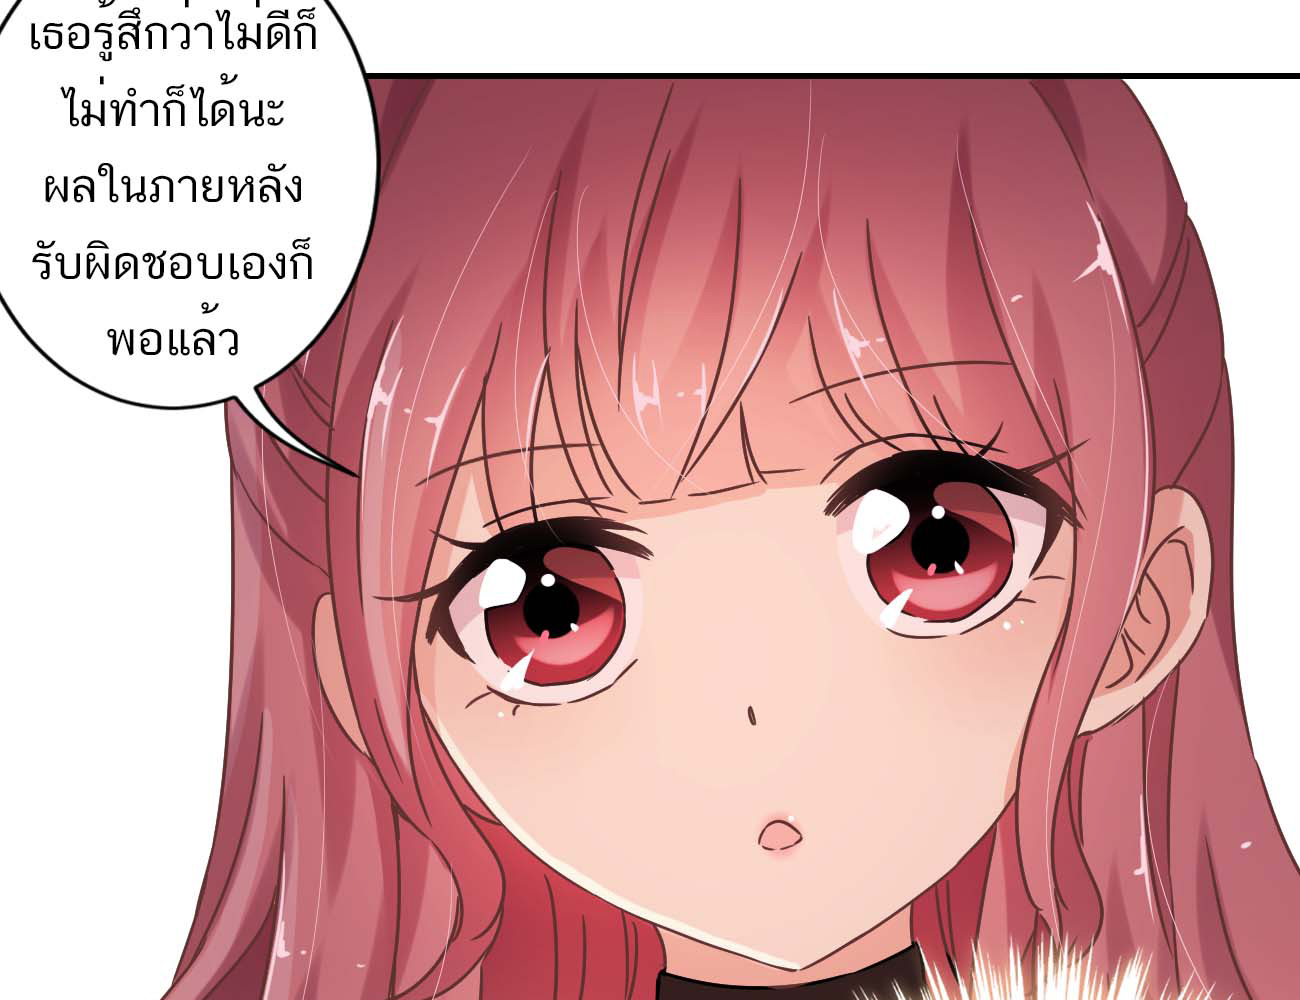 เธอรู้สึกว่าไม่ดีก็
ไม่ทำก็ได้นะ
ผลในภายหลัง
รับผิดชอบเองก็
พอแล้ว